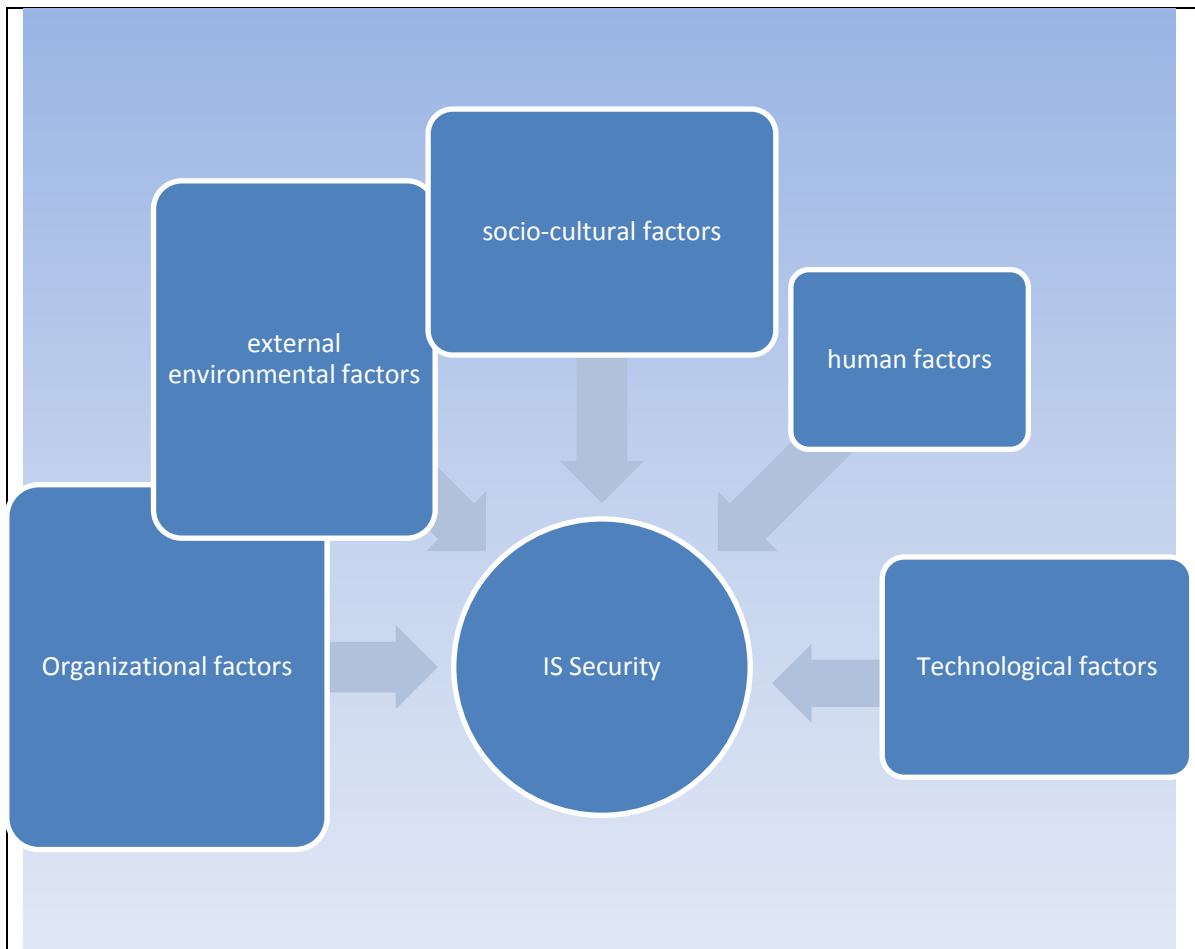 socio-cultural factors
external
environmental factors
human factors
Organizational factors
IS Security
Technological factors